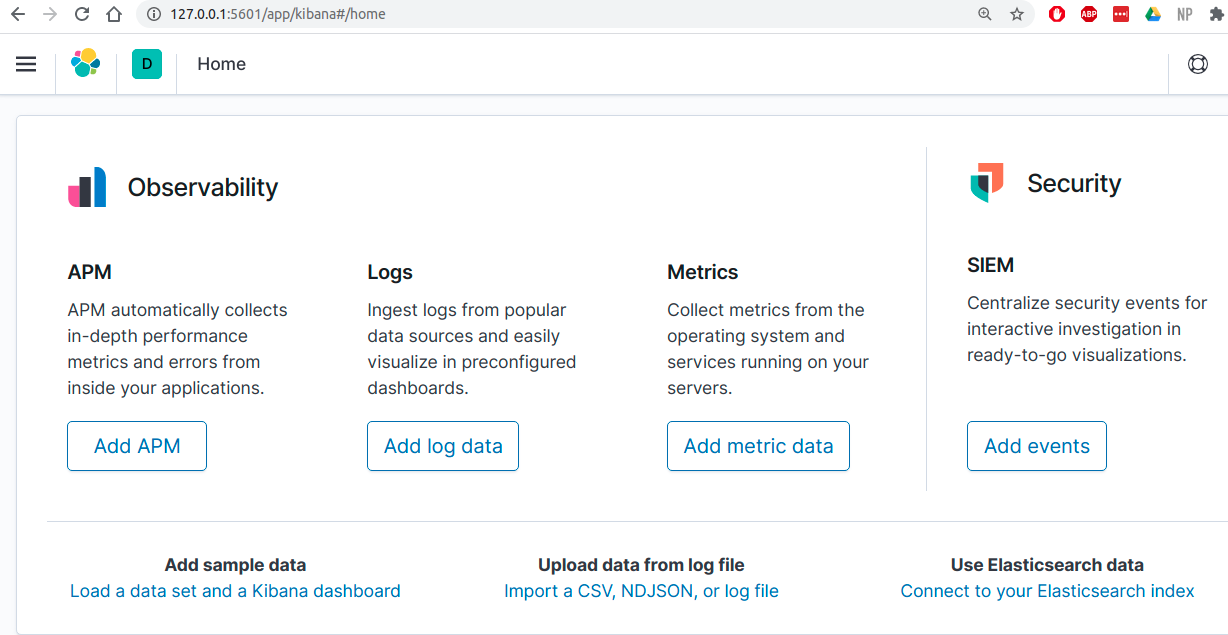 127.0.0.1:5601/app/kibana#/home
ABP
NP
D
Home
Observability
APM
APM automatically collects
in-depth performance
metrics and errors from
inside your applications.
Add APM
Logs
Ingest logs from popular
data sources and easily
visualize in preconfigured
dashboards.
Add log data
Metrics
Collect metrics from the
operating system and
services running on your
servers.
Add metric data
Security
SIEM
Centralize security events for
interactive investigation in
ready-to-go visualizations.
Add events
Add sample data
Load a data set and a Kibana dashboard
Upload data from log file
Import a CSV, NDJSON, or log file
Use Elasticsearch data
Connect to your Elasticsearch index